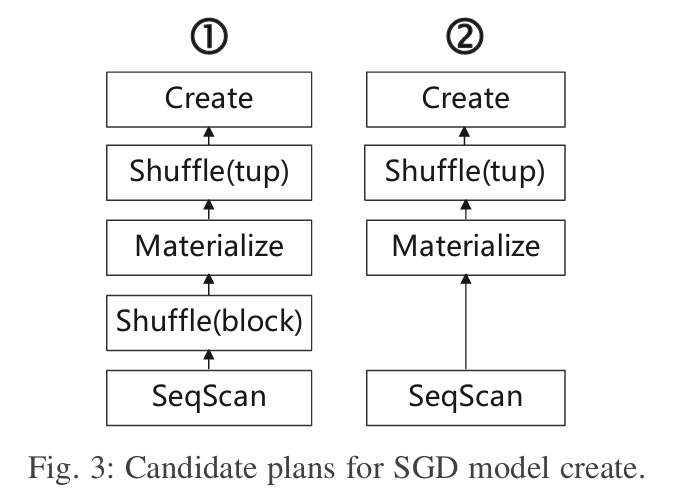 ① ②
Create Create
Shuffle(tup) Shuffle(tup)
Materialize Materialize
Shuffle(block)
SeqScan SeqScan
Fig. 3: Candidate plans for SGD model create.